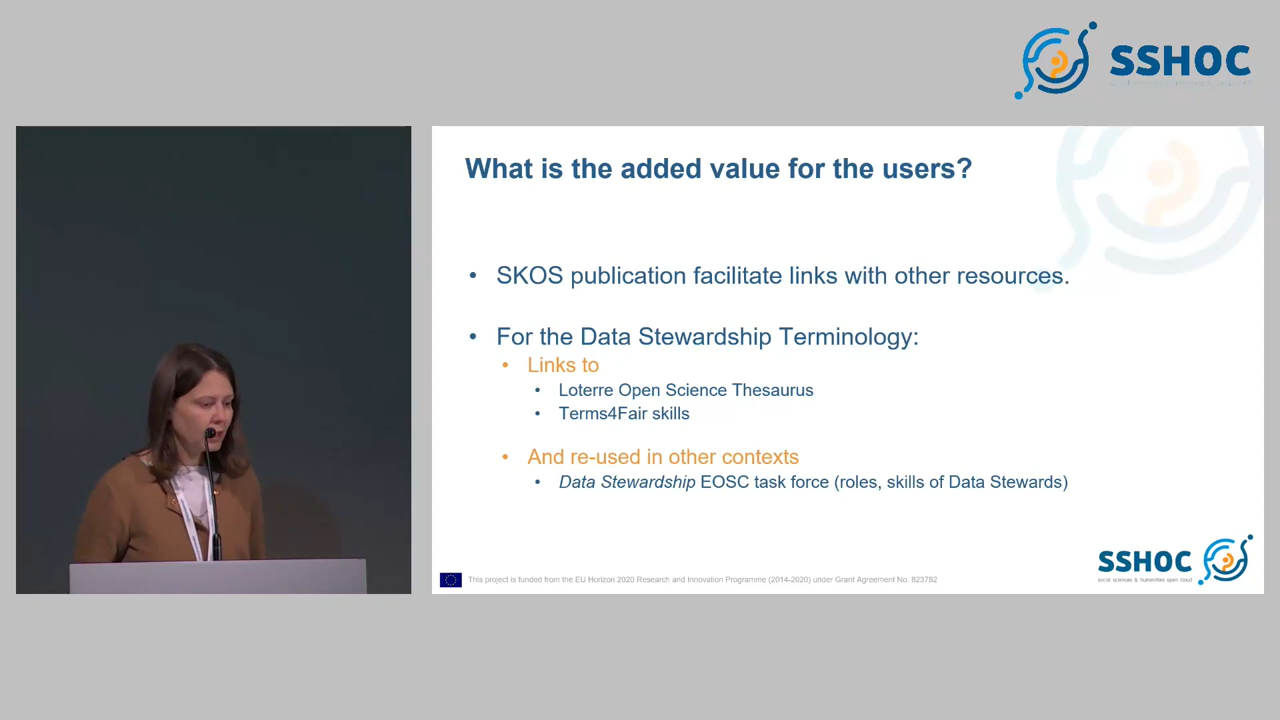 SSHOC
What is the added value for the users?
• SKOS publication facilitate links with other resources.
• For the Data Stewardship Terminology:
• Links to
• Loterre Open Science Thesaurus
• Terms4Fair skills
• And re-used in other contexts
• Data Stewardship EOSC task force (roles, skills of Data Stewards)
SSHOC
social sciences & humanities open cloud
This project is funded from the EU Horizon 2020 Research and Innovation Programme (2014-2020) under Grant Agreement No. 823782